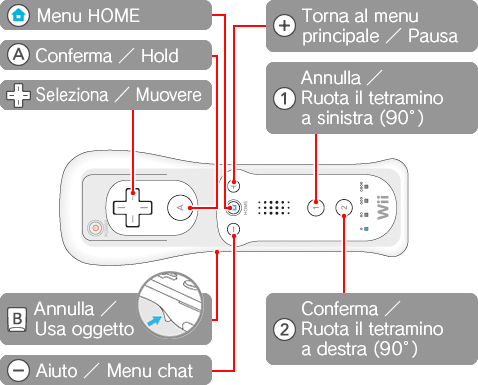 Menu HOME
A Conferma / Hold
Seleziona / Muovere
+ Torna al menu
principale / Pausa
1 Annulla /
Ruota il tetramino
a sinistra (90°)
A
+
HOME
−
1
2
Wii
B Annulla /
Usa oggetto
− Aiuto / Menu chat
2 Conferma /
Ruota il tetramino
a destra (90°)